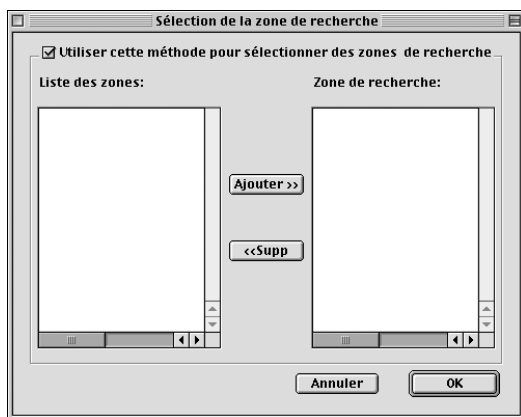 Sélection de la zone de recherche
Utiliser cette méthode pour sélectionner des zones de recherche
Liste des zones:
Zone de recherche:
Ajouter >>
<<Supp
Annuler
OK